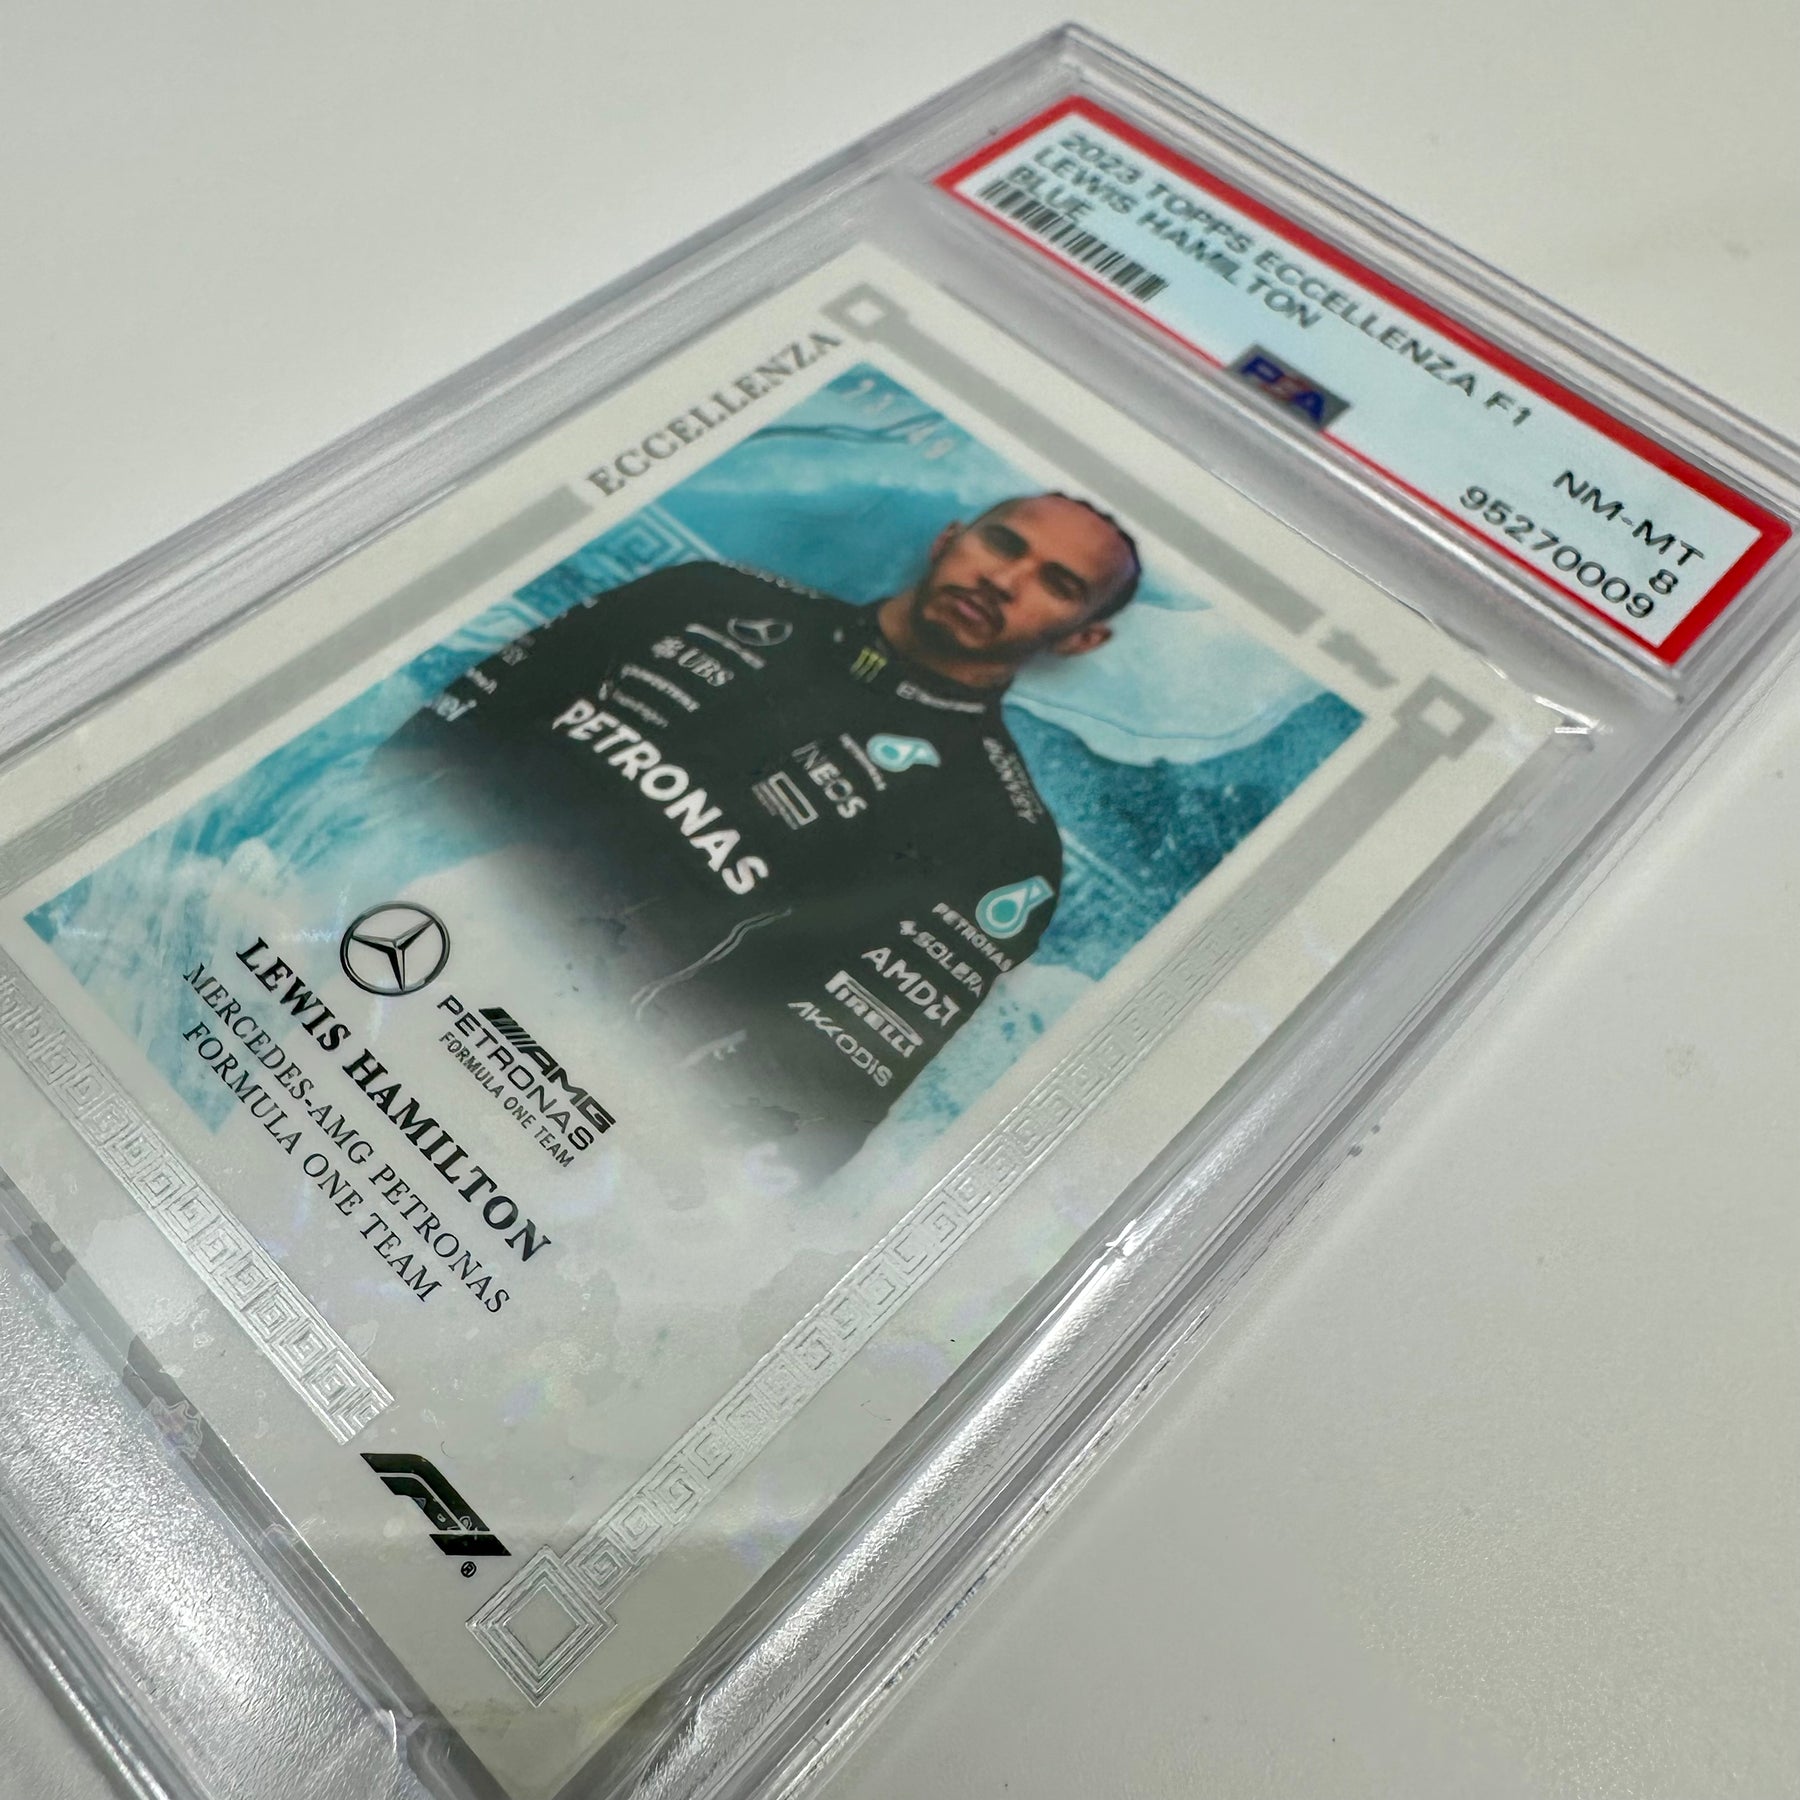 2023 TOPPS ECCELLENZA F1
LEWIS HAMILTON
BLUE
NM-MT
8
95270009
PSA
ECCELLENZA
/49
UBS
PETRONAS
INEOS
PETRONAS
SOLERA
AMD
PIRELLI
AKKODIS
AMG
PETRONAS
FORMULA ONE TEAM
LEWIS HAMILTON
MERCEDES-AMG PETRONAS
FORMULA ONE TEAM
F1®